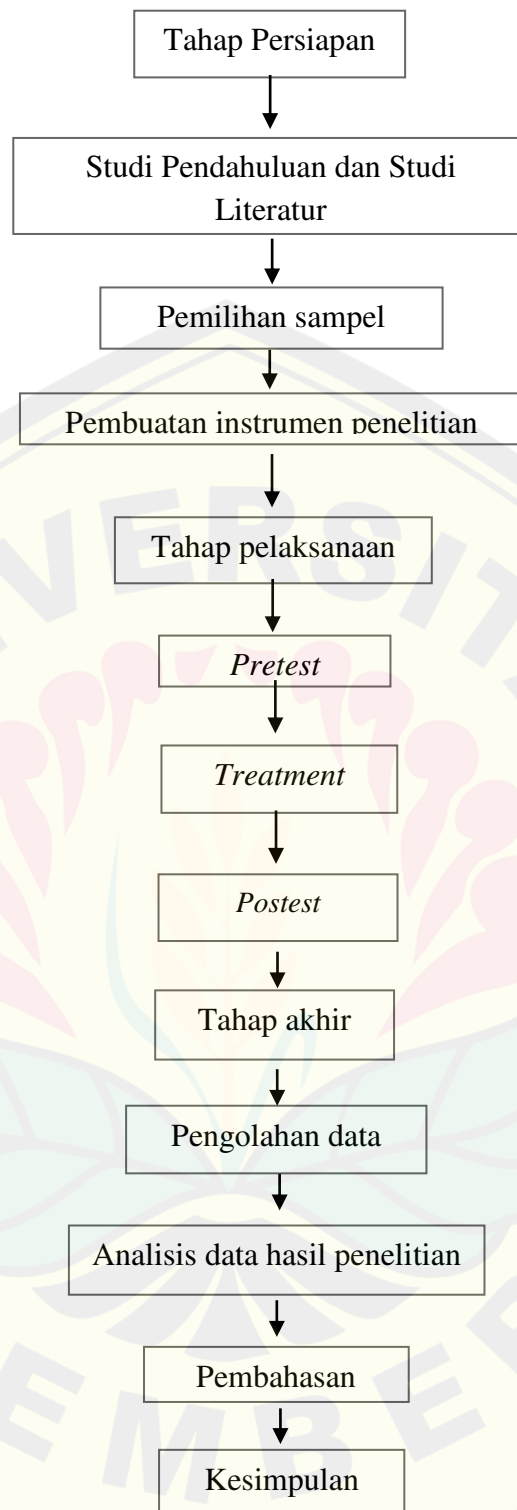 Tahap Persiapan
Studi Pendahuluan dan Studi
Literatur
Pemilihan sampel
Pembuatan instrumen penelitian
Tahap pelaksanaan
Pretest
Treatment
Postest
Tahap akhir
Pengolahan data
Analisis data hasil penelitian
Pembahasan
Kesimpulan